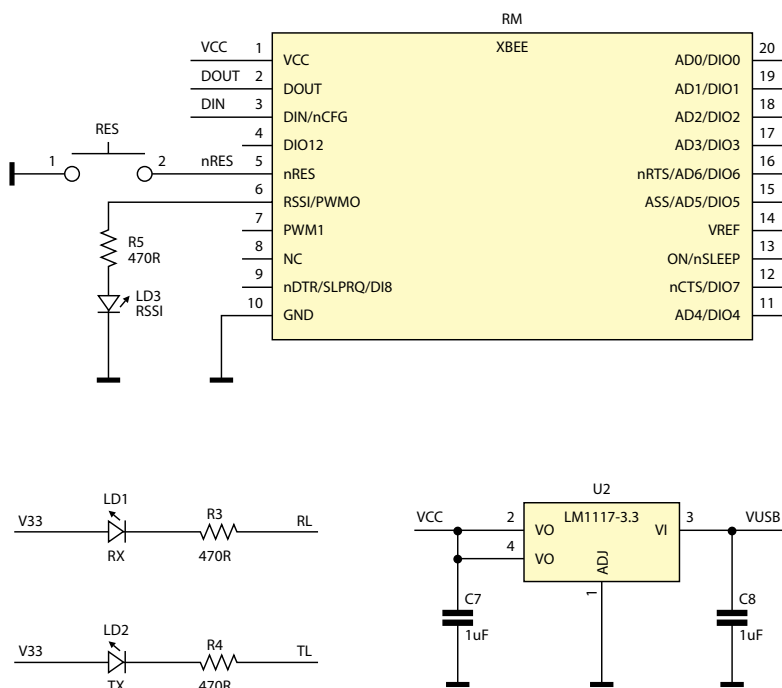 RM
XBEE
VCC 1 VCC
DOUT 2 DOUT
DIN 3 DIN/nCFG
4 DIO12
RES
1 2 nRES 5 nRES
6 RSSI/PWMO
7 PWM1
8 NC
9 nDTR/SLPRQ/DI8
10 GND
AD0/DIO0 20
AD1/DIO1 19
AD2/DIO2 18
AD3/DIO3 17
nRTS/AD6/DIO6 16
ASS/AD5/DIO5 15
VREF 14
ON/nSLEEP 13
nCTS/DIO7 12
AD4/DIO4 11
R5
470R
LD3
RSSI
LD1
V33 R3 RL
RX 470R
LD2
V33 R4 TL
TX 470R
U2
LM1117-3.3
VCC 2 VO VI 3 VUSB
4 VO
ADJ
1
C7
1uF
C8
1uF